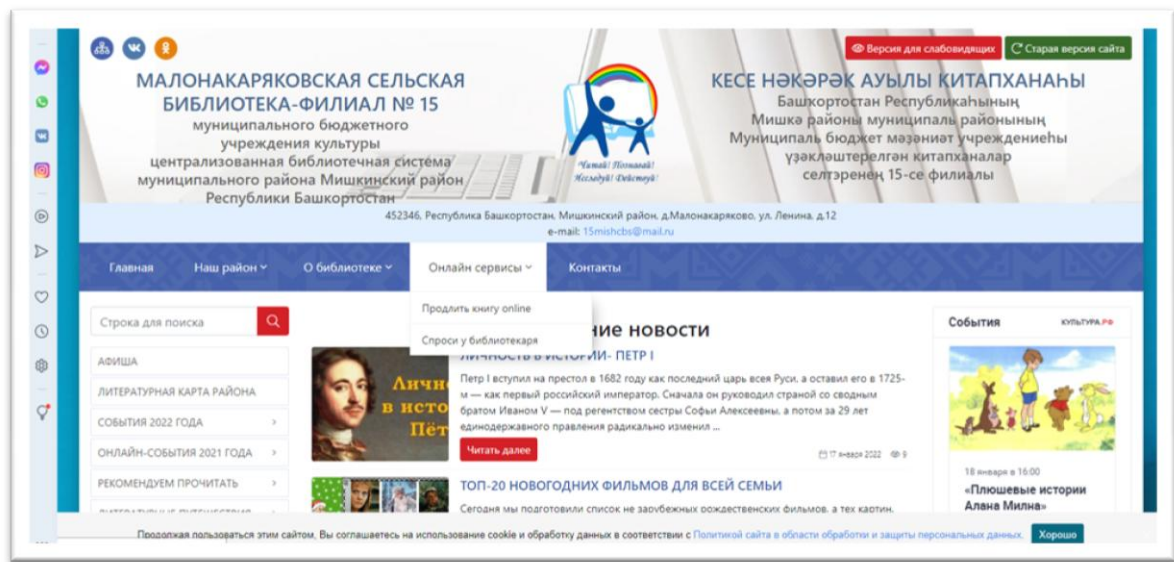 Версия для слабовидящих
Старая версия сайта
МАЛОНАКАРЯКОВСКАЯ СЕЛЬСКАЯ
БИБЛИОТЕКА-ФИЛИАЛ № 15
муниципального бюджетного
учреждения культуры
централизованная библиотечная система
муниципального района Мишкинский район
Республики Башкортостан
Читай! Познавай!
Исследуй! Действуй!
КЕСЕ НӘКӘРӘК АУЫЛЫ КИТАПХАНАҺЫ
Башҡортостан Республикаһының
Мишкә районы муниципаль районының
Муниципаль бюджет мәҙәниәт учреждениеһы
үҙәкләштерелгән китапханалар
селтәренең 15-се филиалы
452346, Республика Башкортостан, Мишкинский район, д.Малонакаряково, ул. Ленина, д.12
e-mail: 15mishcbs@mail.ru
Главная
Наш район
О библиотеке
Онлайн сервисы
Контакты
Продлить книгу online
Спроси у библиотекаря
Строка для поиска
АФИША
ЛИТЕРАТУРНАЯ КАРТА РАЙОНА
СОБЫТИЯ 2022 ГОДА
ОНЛАЙН-СОБЫТИЯ 2021 ГОДА
РЕКОМЕНДУЕМ ПРОЧИТАТЬ
ние новости
ЛИЧНОСТЬ В ИСТОРИИ- ПЕТР I
Личн
в исто
Пёт
Петр I вступил на престол в 1682 году как последний царь всея Руси, а оставил его в 1725-
м — как первый российский император. Сначала он руководил страной со сводным
братом Иваном V — под регентством сестры Софьи Алексеевны, а потом за 29 лет
единодержавного правления радикально изменил ...
Читать далее
17 января 2022
9
ТОП-20 НОВОГОДНИХ ФИЛЬМОВ ДЛЯ ВСЕЙ СЕМЬИ
Сегодня мы подготовили список не зарубежных рождественских фильмов, а тех картин,
События
КУЛЬТУРА.РФ
18 января в 16:00
«Плюшевые истории
Алана Милна»
Продолжая пользоваться этим сайтом, Вы соглашаетесь на использование cookie и обработку данных в соответствии с Политикой сайта в области обработки и защиты персональных данных.
Хорошо